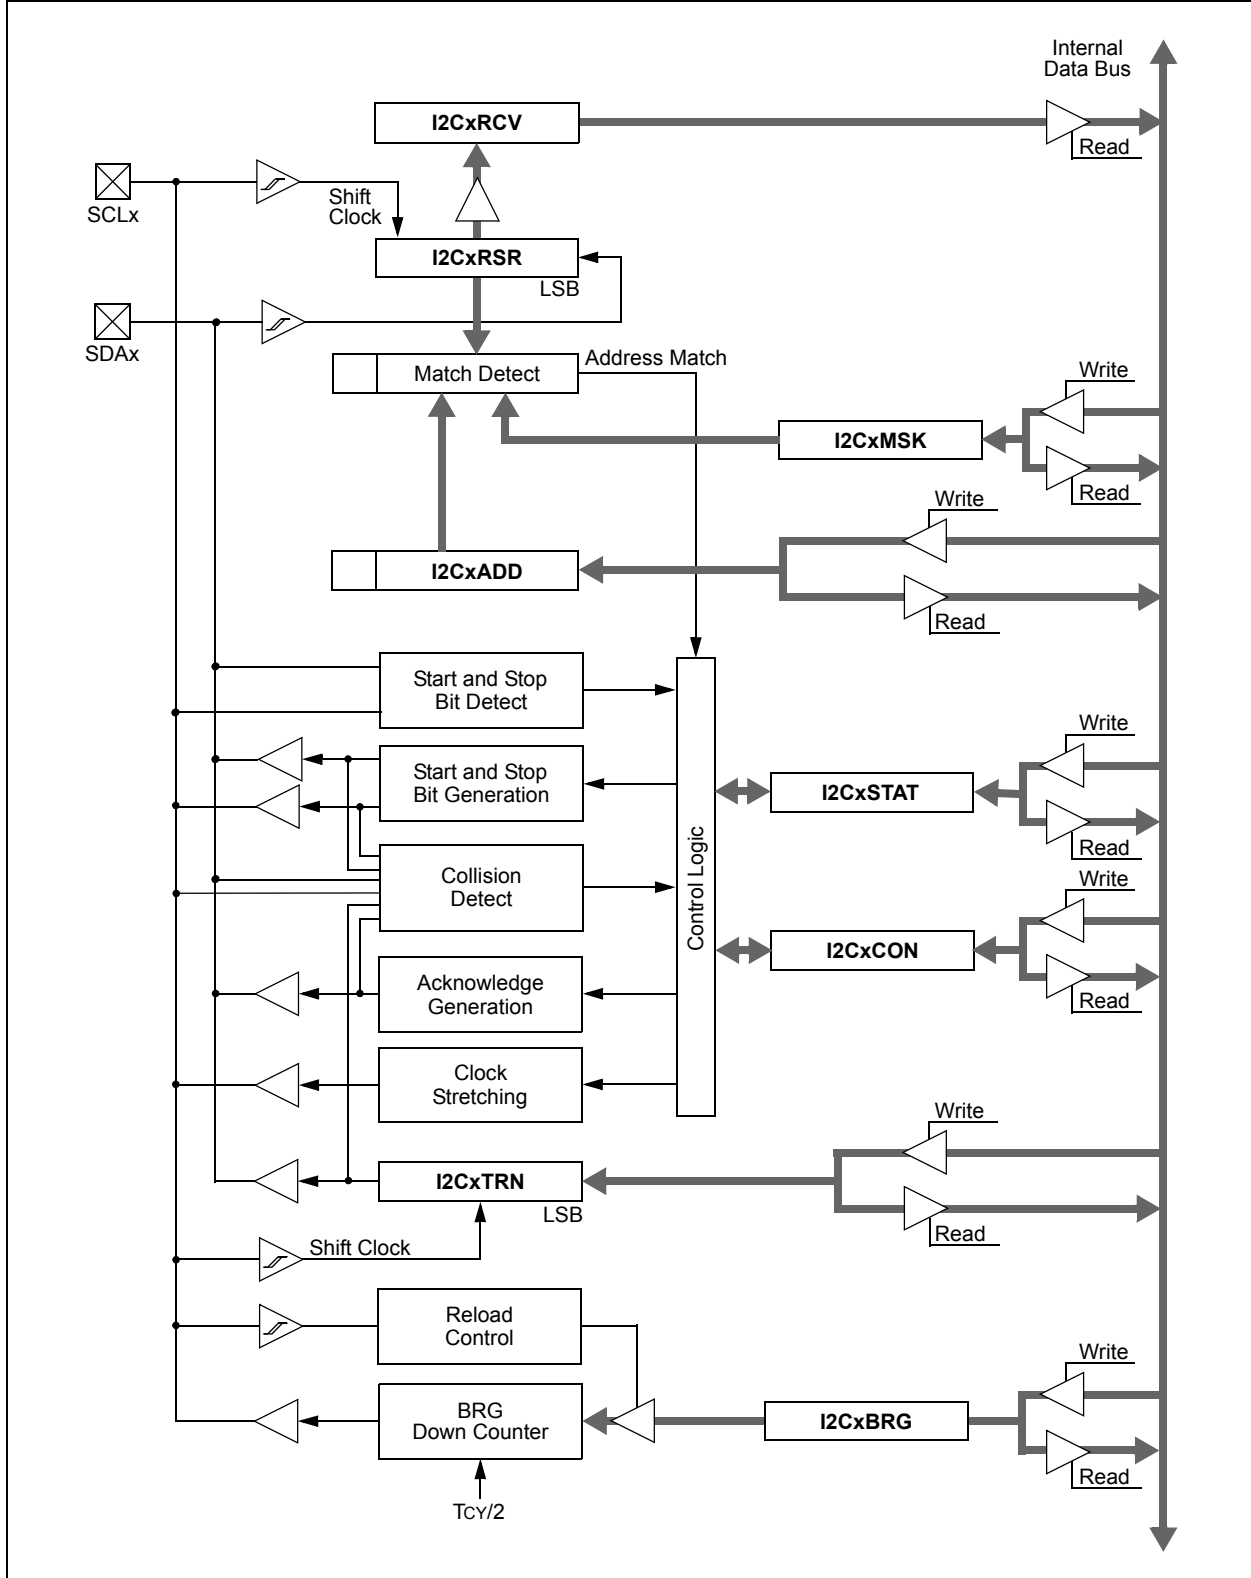 Internal
Data Bus
I2CxRCV
Read
SCLx
Shift
Clock
I2CxRSR
LSB
SDAx
Address Match
Match Detect
Write
I2CxMSK
Read
Write
I2CxADD
Read
Start and Stop
Bit Detect
Write
Start and Stop
Bit Generation
I2CxSTAT
Read
Control Logic
Collision
Detect
Write
I2CxCON
Read
Acknowledge
Generation
Clock
Stretching
Write
I2CxTRN
LSB
Read
Shift Clock
Reload
Control
Write
BRG
Down Counter
I2CxBRG
Read
TCY/2